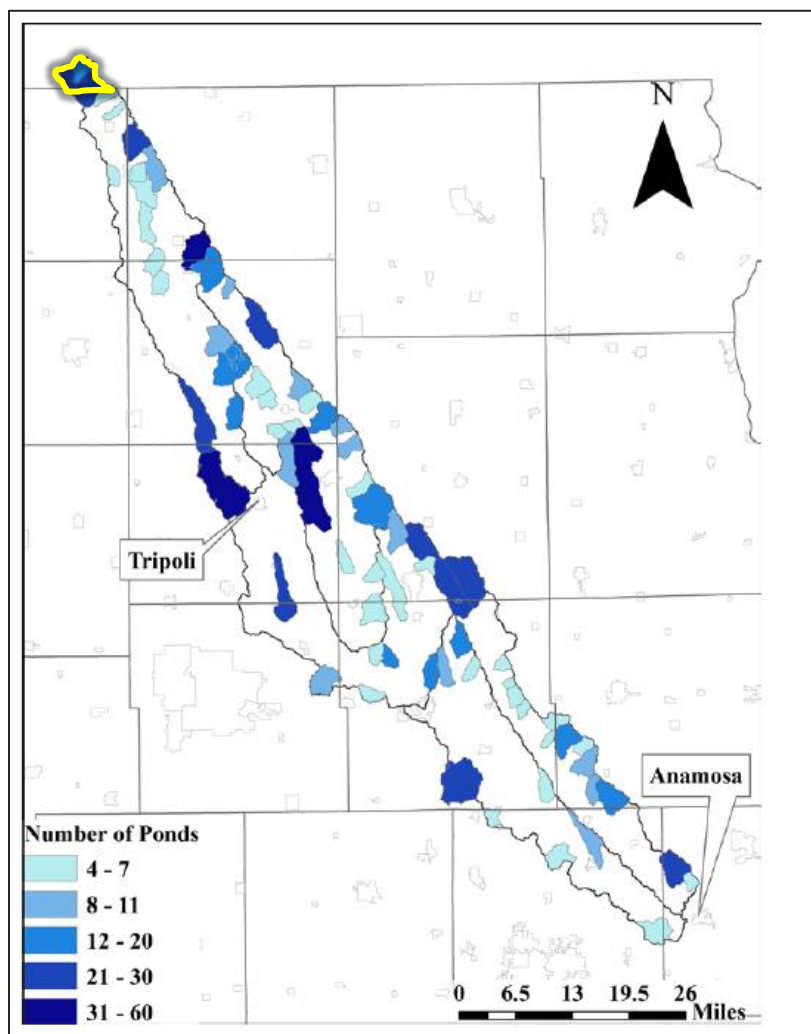 N
Tripoli
Anamosa
Number of Ponds
4 - 7
8 - 11
12 - 20
21 - 30
31 - 60
0 6.5 13 19.5 26
Miles